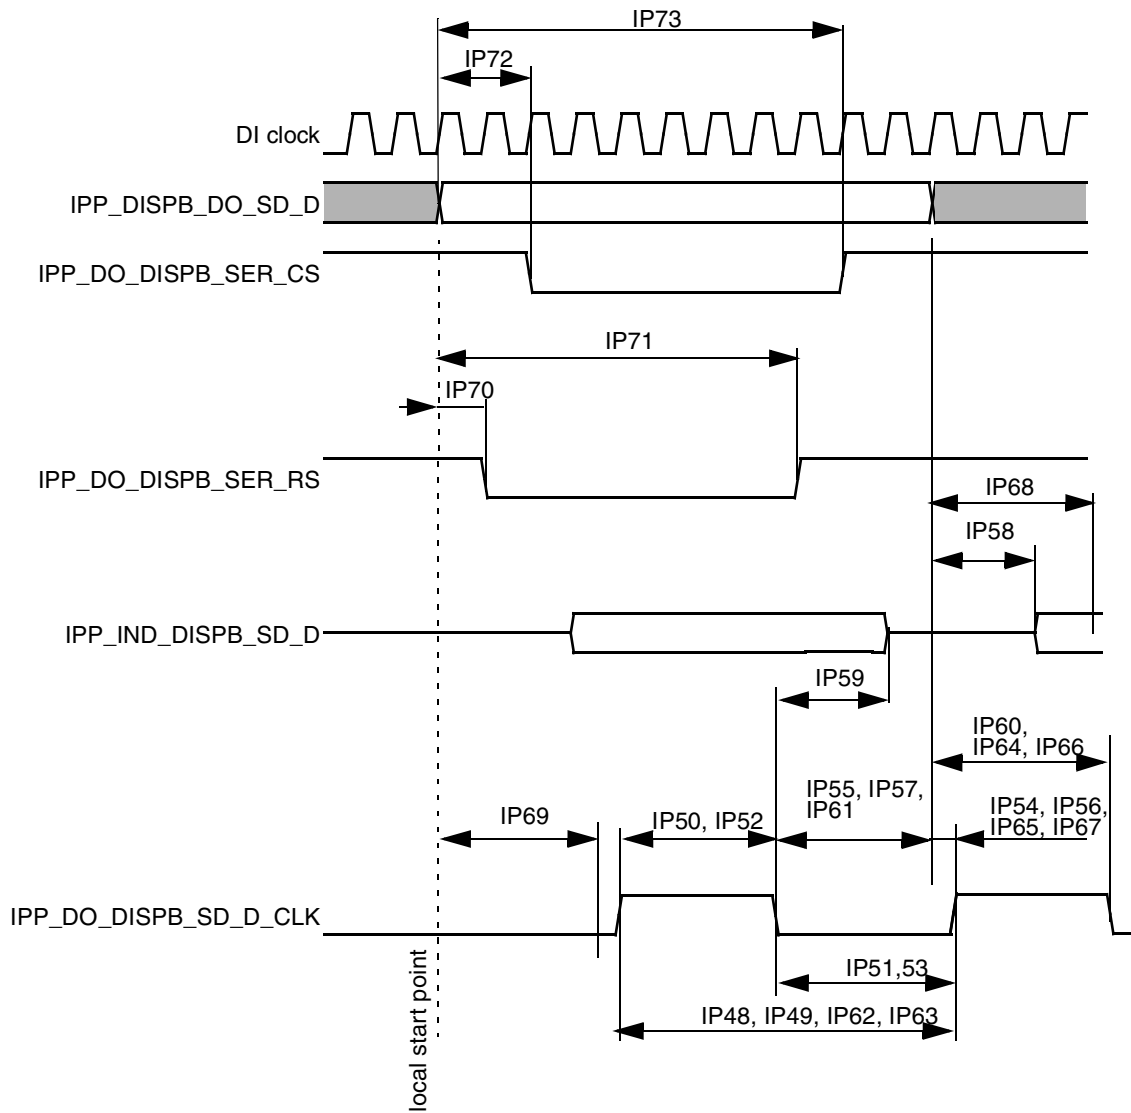 IP73
IP72
DI clock
IPP_DISPB_DO_SD_D
IPP_DO_DISPB_SER_CS
IP71
IP70
IPP_DO_DISPB_SER_RS
IP68
IP58
IPP_IND_DISPB_SD_D
IP59
IP60,
IP64, IP66
IP55, IP57,
IP61
IP54, IP56,
IP65, IP67
IP69
IP50, IP52
IPP_DO_DISPB_SD_D_CLK
IP51,53
IP48, IP49, IP62, IP63
local start point